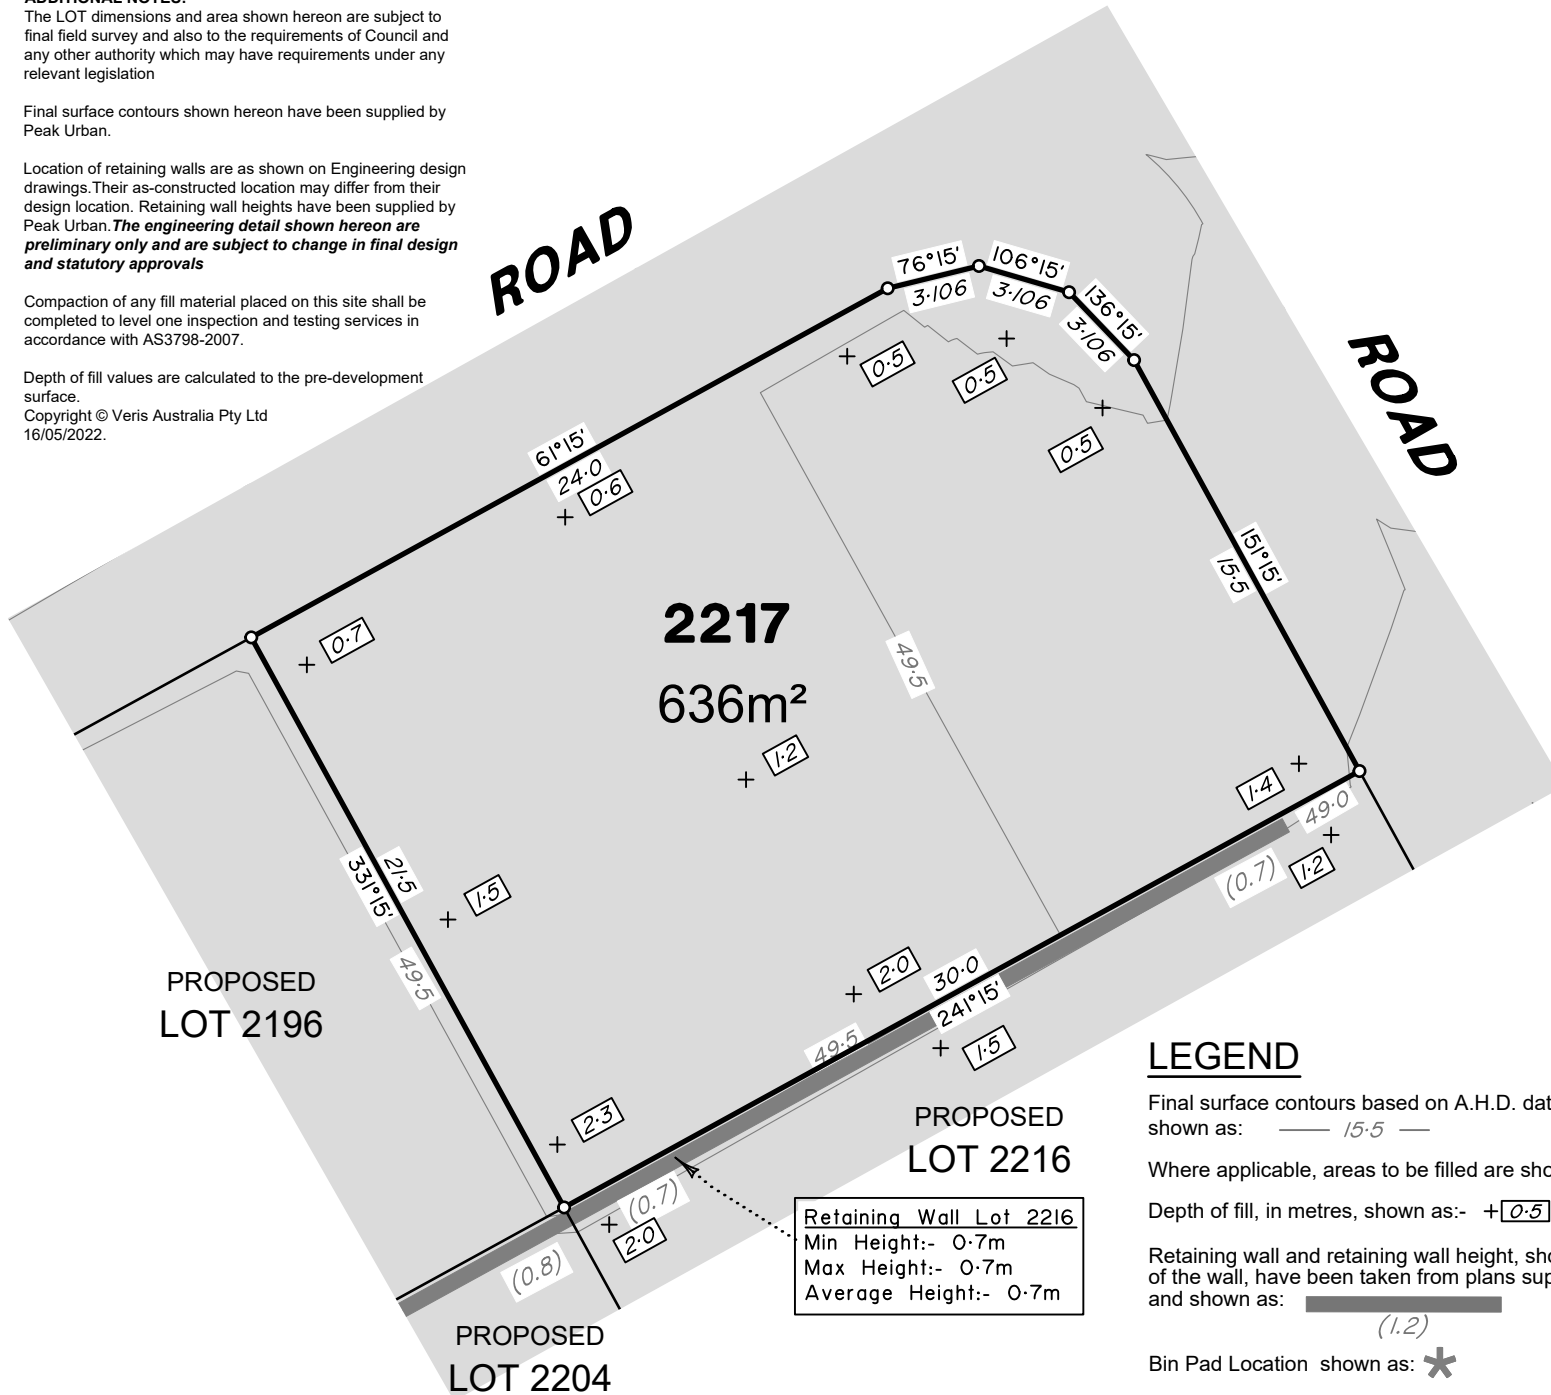 ADDITIONAL NOTES:
The LOT dimensions and area shown hereon are subject to
final field survey and also to the requirements of Council and
any other authority which may have requirements under any
relevant legislation
Final surface contours shown hereon have been supplied by
Peak Urban.
Location of retaining walls are as shown on Engineering design
drawings.Their as-constructed location may differ from their
design location. Retaining wall heights have been supplied by
Peak Urban.The engineering detail shown hereon are
preliminary only and are subject to change in final design
and statutory approvals
Compaction of any fill material placed on this site shall be
completed to level one inspection and testing services in
accordance with AS3798-2007.
Depth of fill values are calculated to the pre-development
surface.
Copyright © Veris Australia Pty Ltd
16/05/2022.
ROAD
76°15'
3·106
106°15'
3·106
136°15'
3·106
ROAD
0·5
0·5
0·5
61°15'
24·0
0·6
151°15'
15·5
0·7
2217
636m²
49·5
1·2
1·4
49·0
(0.7)
1·2
331°15'
21·5
1·5
49·5
PROPOSED
LOT 2196
2·0
30·0
241°15'
49·5
1·5
2·3
PROPOSED
LOT 2216
(0.7)
2·0
(0.8)
Retaining Wall Lot 2216
Min Height:- 0·7m
Max Height:- 0·7m
Average Height:- 0·7m
PROPOSED
LOT 2204
LEGEND
Final surface contours based on A.H.D. dat
shown as: 15·5
Where applicable, areas to be filled are sho
Depth of fill, in metres, shown as:- + 0·5
Retaining wall and retaining wall height, sho
of the wall, have been taken from plans sup
and shown as:
(1.2)
Bin Pad Location shown as: